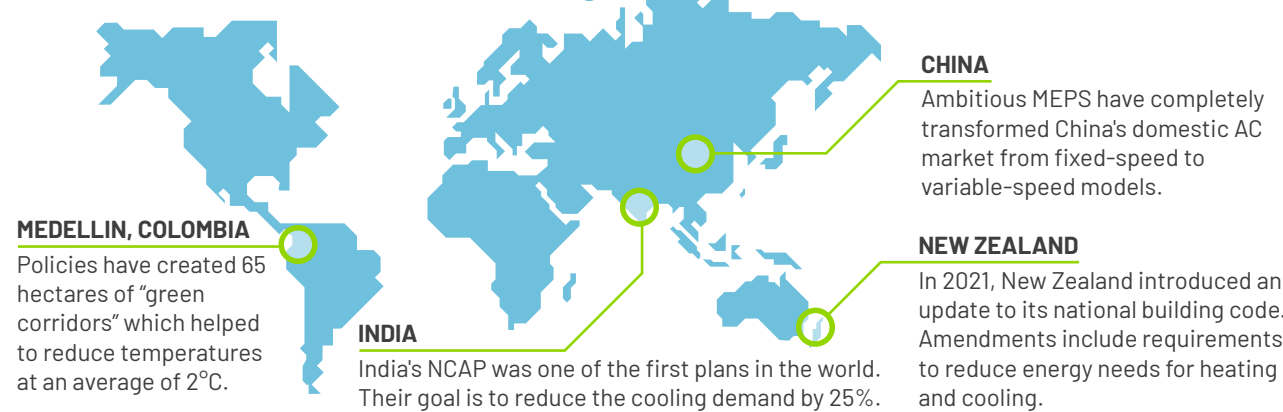 MEDELLIN, COLOMBIA
Policies have created 65
hectares of “green
corridors” which helped
to reduce temperatures
at an average of 2°C.
INDIA
India's NCAP was one of the first plans in the world.
Their goal is to reduce the cooling demand by 25%.
CHINA
Ambitious MEPS have completely
transformed China's domestic AC
market from fixed-speed to
variable-speed models.
NEW ZEALAND
In 2021, New Zealand introduced an
update to its national building code.
Amendments include requirements
to reduce energy needs for heating
and cooling.